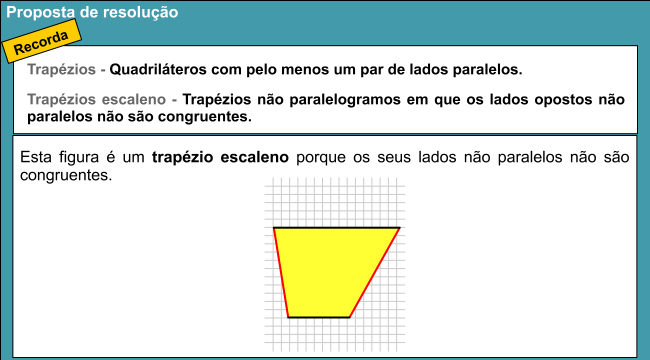 Proposta de resolução
Recorda
Trapézios - Quadriláteros com pelo menos um par de lados paralelos.
Trapézios escaleno - Trapézios não paralelogramos em que os lados opostos não
paralelos não são congruentes.
Esta figura é um trapézio escaleno porque os seus lados não paralelos não são
congruentes.